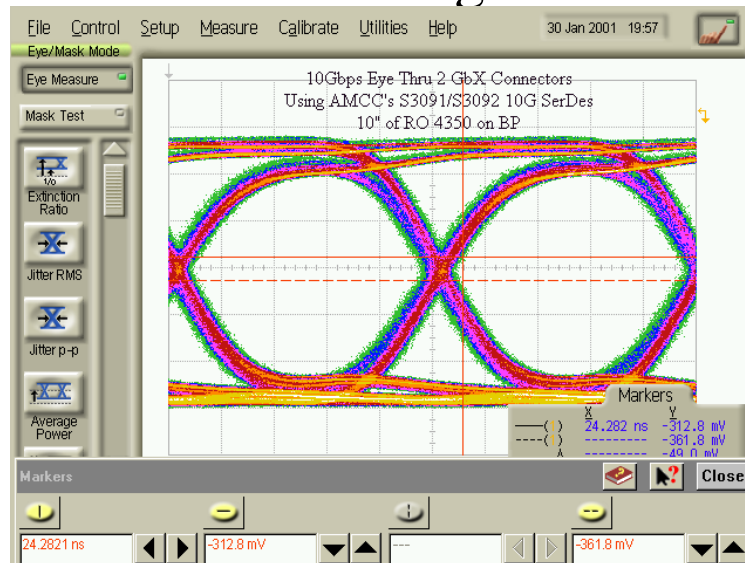 File Control Setup Measure Calibrate Utilities Help 30 Jan 2001 19:57
Eye/Mask Mode
Eye Measure
Mask Test
1/0
Extinction
Ratio
Jitter RMS
Jitter p-p
Average
Power
10Gbps Eye Thru 2 GbX Connectors
Using AMCC's S3091/S3092 10G SerDes
10" of RO 4350 on BP
Markers
X Y
——( ) 24.282 ns -312.8 mV
----( ) --------- -361.8 mV
--------- -49.0 mV
Markers Close
24.2821 ns -312.8 mV --- -361.8 mV